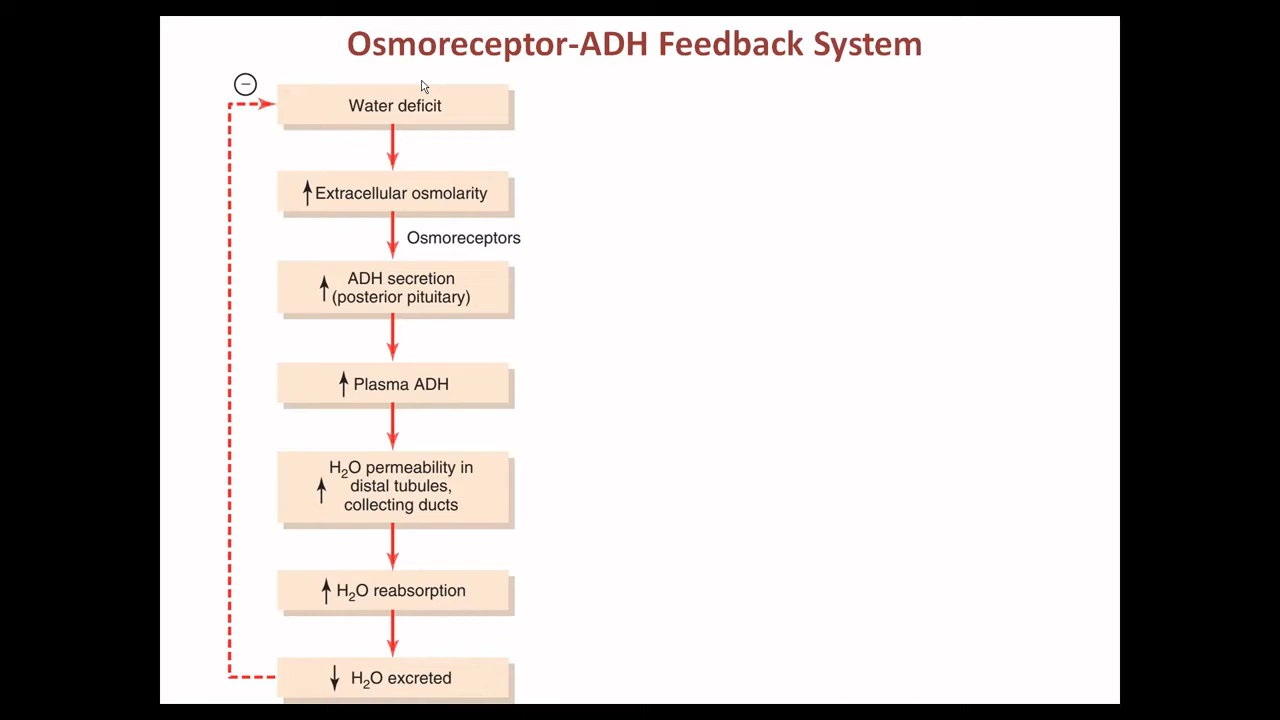 Osmoreceptor-ADH Feedback System
−
Water deficit
↑ Extracellular osmolarity
Osmoreceptors
ADH secretion
↑ (posterior pituitary)
↑ Plasma ADH
H₂O permeability in
↑ distal tubules,
collecting ducts
↑ H₂O reabsorption
↓ H₂O excreted